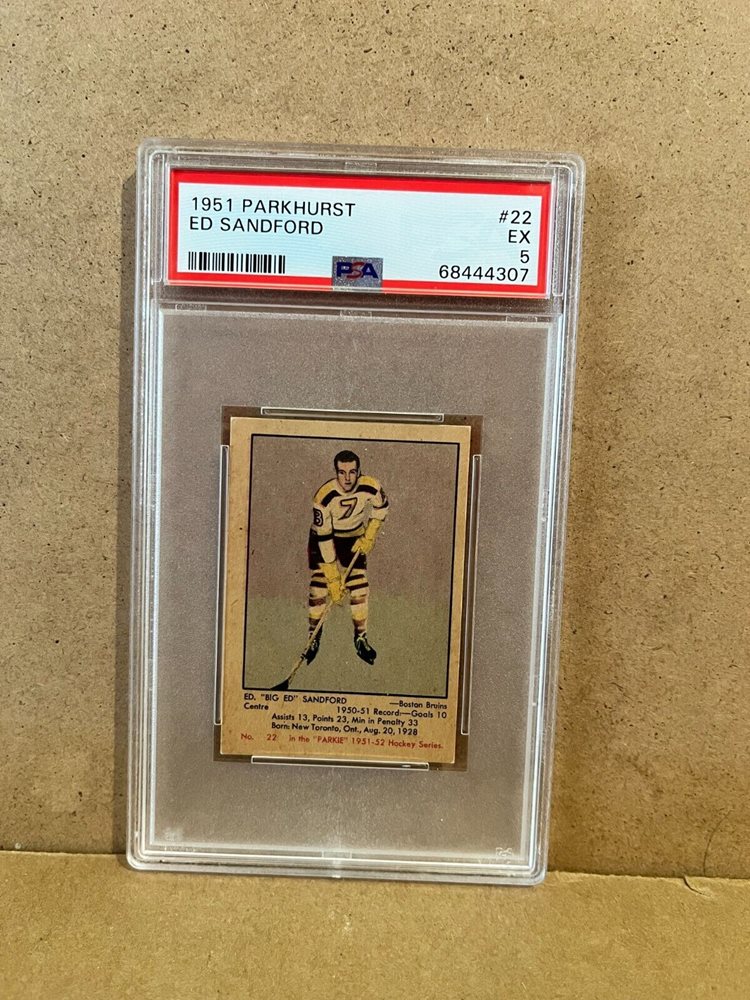 1951 PARKHURST #22
ED SANDFORD EX
5
PSA 68444307
7
8
ED. "BIG ED" SANDFORD —Boston Bruins
Centre 1950-51 Record:—Goals 10
Assists 13, Points 23, Min in Penalty 33
Born: New Toronto, Ont., Aug. 20, 1928
No. 22 in the "PARKIE" 1951-52 Hockey Series.